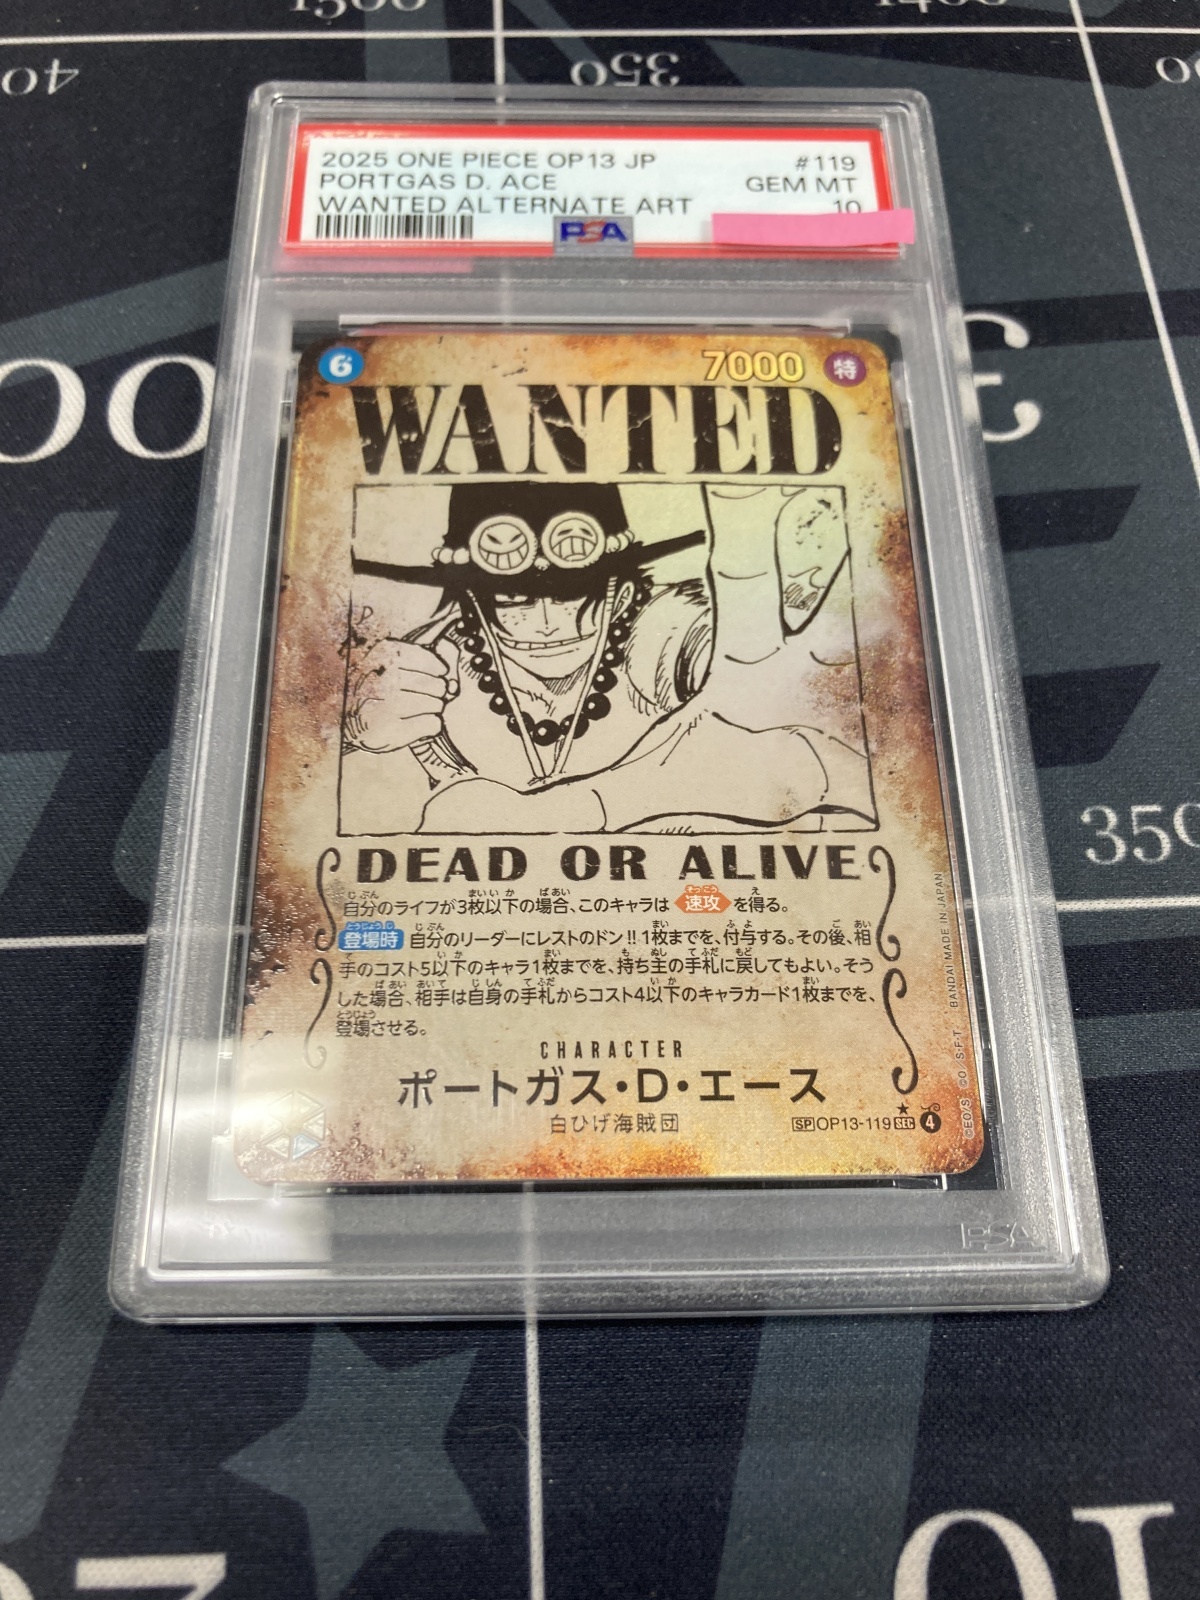 1400
40
350
2025 ONE PIECE OP13 JP #119
PORTGAS D. ACE GEM MT
WANTED ALTERNATE ART 10
PSA
6 7000 特
WANTED
DEAD OR ALIVE
自分のライフが3枚以下の場合、このキャラは 速攻 を得る。
登場時 自分のリーダーにレストのドン!!1枚までを、付与する。その後、相
手のコスト5以下のキャラ1枚までを、持ち主の手札に戻してもよい。そう
した場合、相手は自身の手札からコスト4以下のキャラカード1枚までを、
登場させる。
CHARACTER
ポートガス・D・エース
白ひげ海賊団
SP OP13-119 SEC 4
©E.O/S. ©O S.F.T. BANDAI MADE IN JAPAN
PSA
350
10